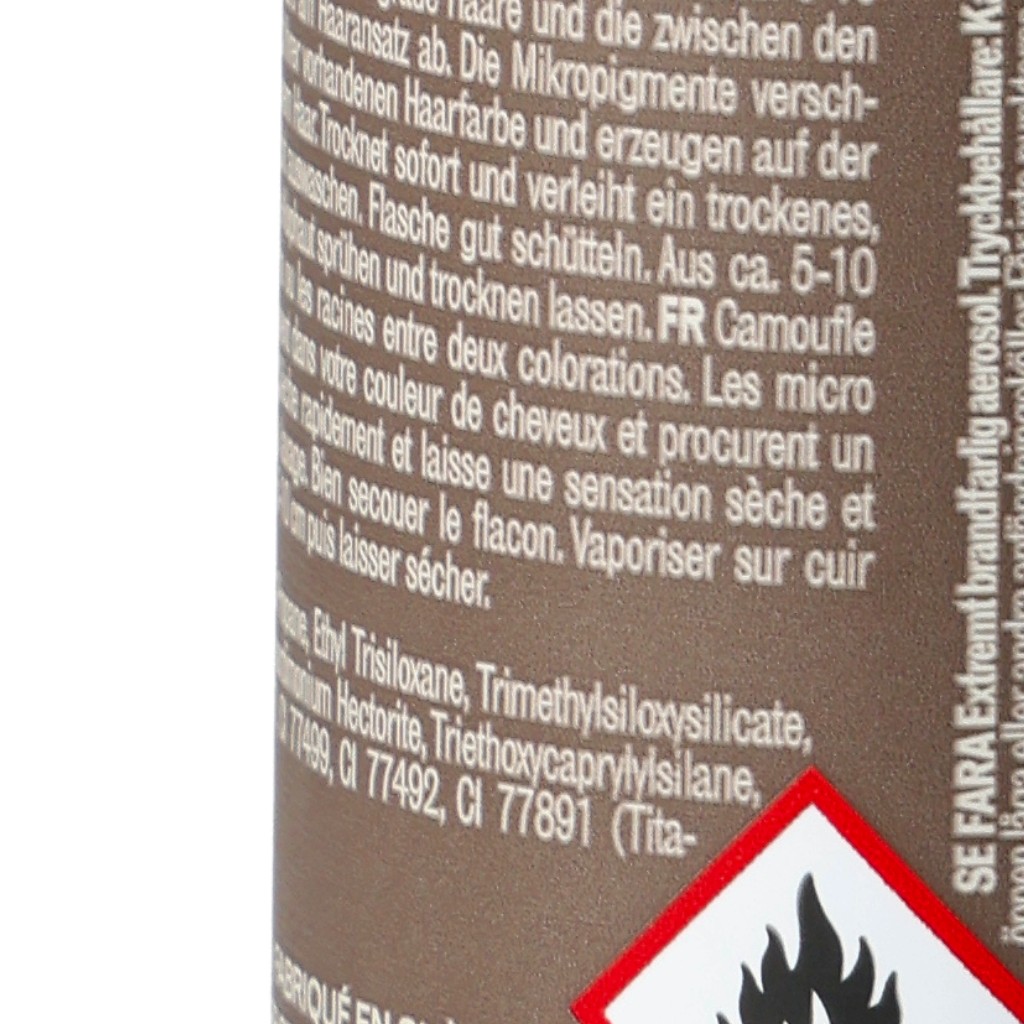 graue Haare und die zwischen den
Haaransatz ab. Die Mikropigmente versch-
vorhandenen Haarfarbe und erzeugen auf der
Haar. Trocknet sofort und verleiht ein trockenes,
auswaschen. Flasche gut schütteln. Aus ca. 5-10
sprühen und trocknen lassen. FR Camoufle
les racines entre deux colorations. Les micro
dans votre couleur de cheveux et procurent un
rapidement et laisse une sensation sèche et
Bien secouer le flacon. Vaporiser sur cuir
cm puis laisser sécher.
Ethyl Trisiloxane, Trimethylsiloxysilicate,
Hectorite, Triethoxycaprylylsilane,
77499, CI 77492, CI 77891 (Tita-
FABRIQUÉ EN
SE FARA Extremt brandfarlig aerosol. Tryckbehållare: